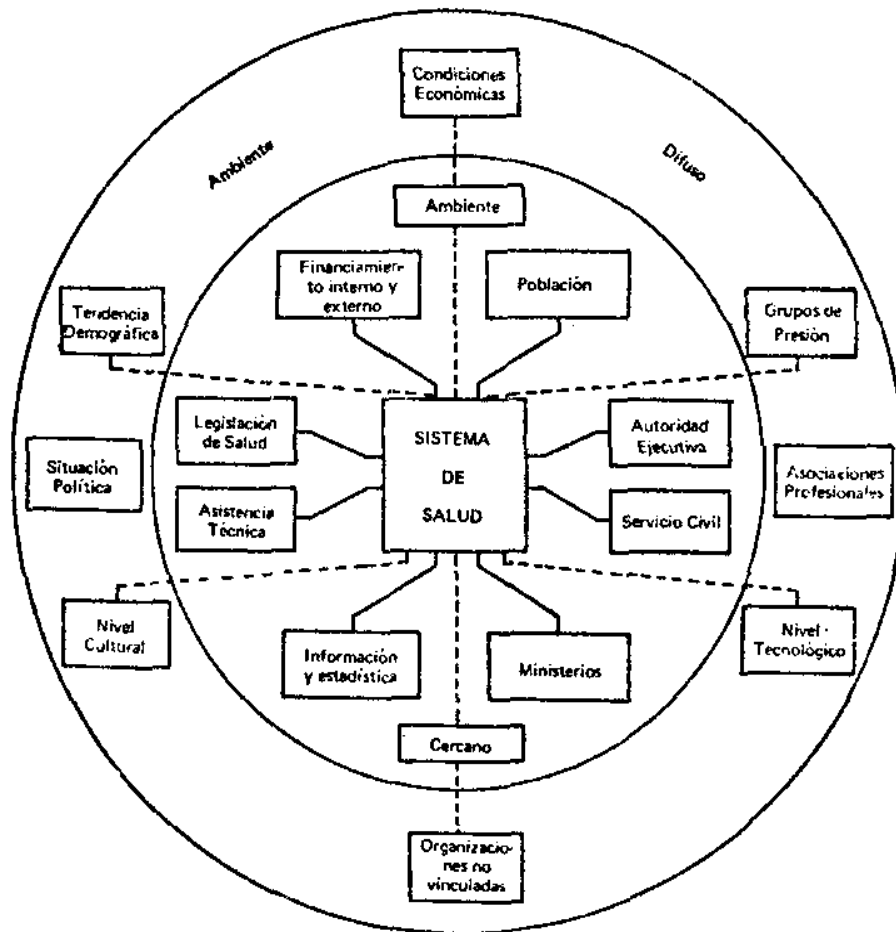 Condiciones
Económicas
Ambiente
Difuso
Ambiente
Financiamien-
to interno y
externo
Población
Tendencia
Demográfica
Grupos de
Presión
Legislación
de Salud
SISTEMA
DE
SALUD
Autoridad
Ejecutiva
Situación
Política
Asociaciones
Profesionales
Asistencia
Técnica
Servicio Civil
Nivel
Cultural
Nivel
Tecnológico
Información
y estadística
Ministerios
Cercano
Organizacio-
nes no
vinculadas